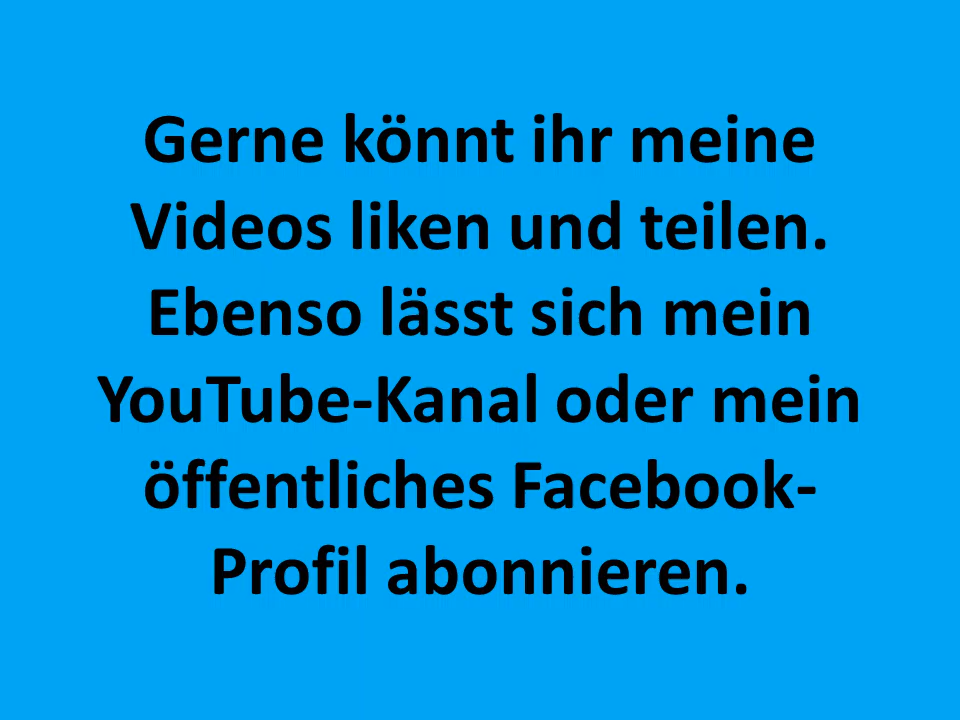 Gerne könnt ihr meine
Videos liken und teilen.
Ebenso lässt sich mein
YouTube-Kanal oder mein
öffentliches Facebook-
Profil abonnieren.